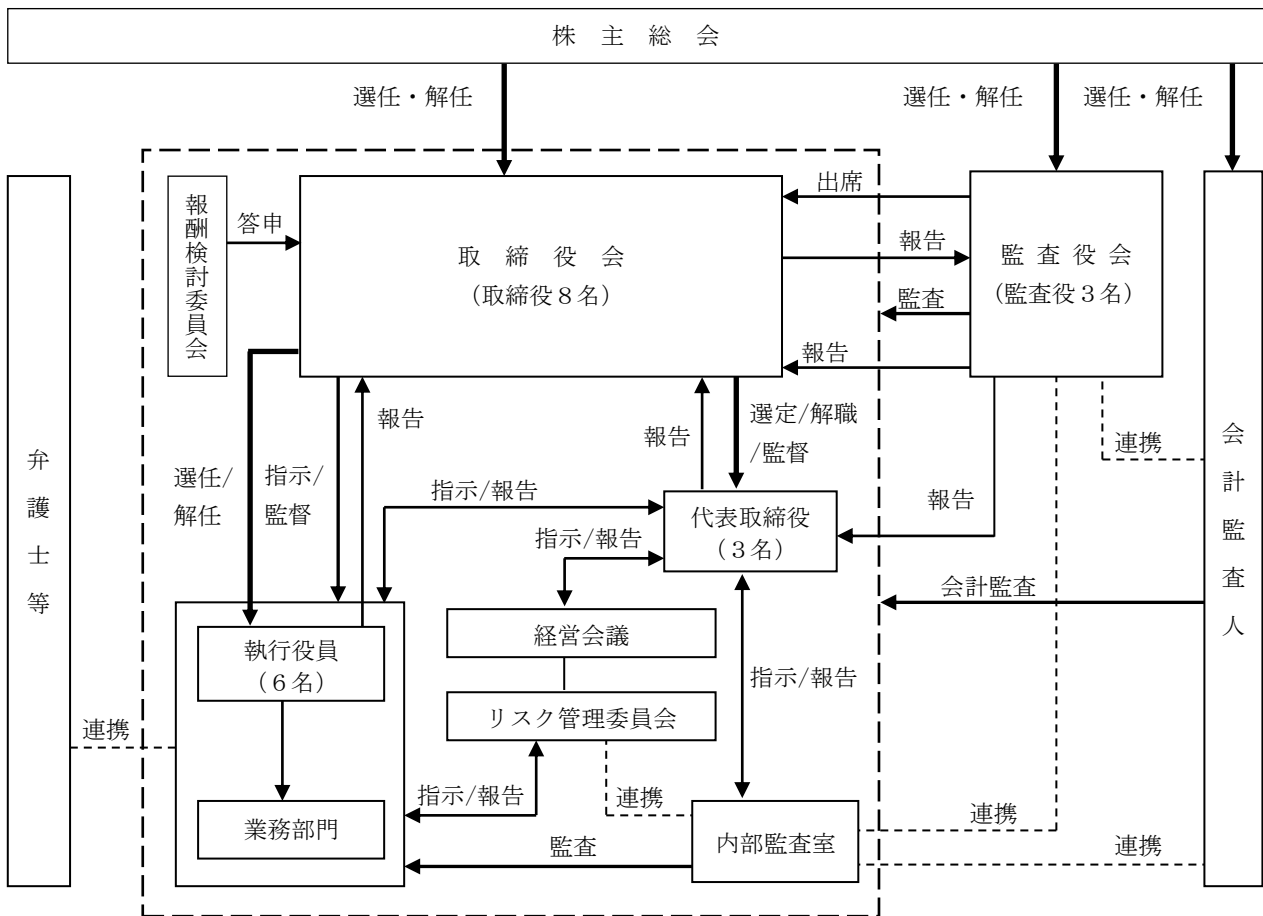 株主総会
選任・解任
選任・解任
選任・解任
報酬検討委員会
答申
取締役会
（取締役８名）
出席
報告
監査
報告
監査役会
（監査役３名）
弁護士等
会計監査人
選任/
解任
指示/
監督
報告
報告
選定/解職
/監督
連携
報告
指示/報告
指示/報告
代表取締役
（３名）
会計監査
執行役員
（６名）
経営会議
リスク管理委員会
指示/報告
連携
業務部門
指示/報告
連携
監査
内部監査室
連携
連携